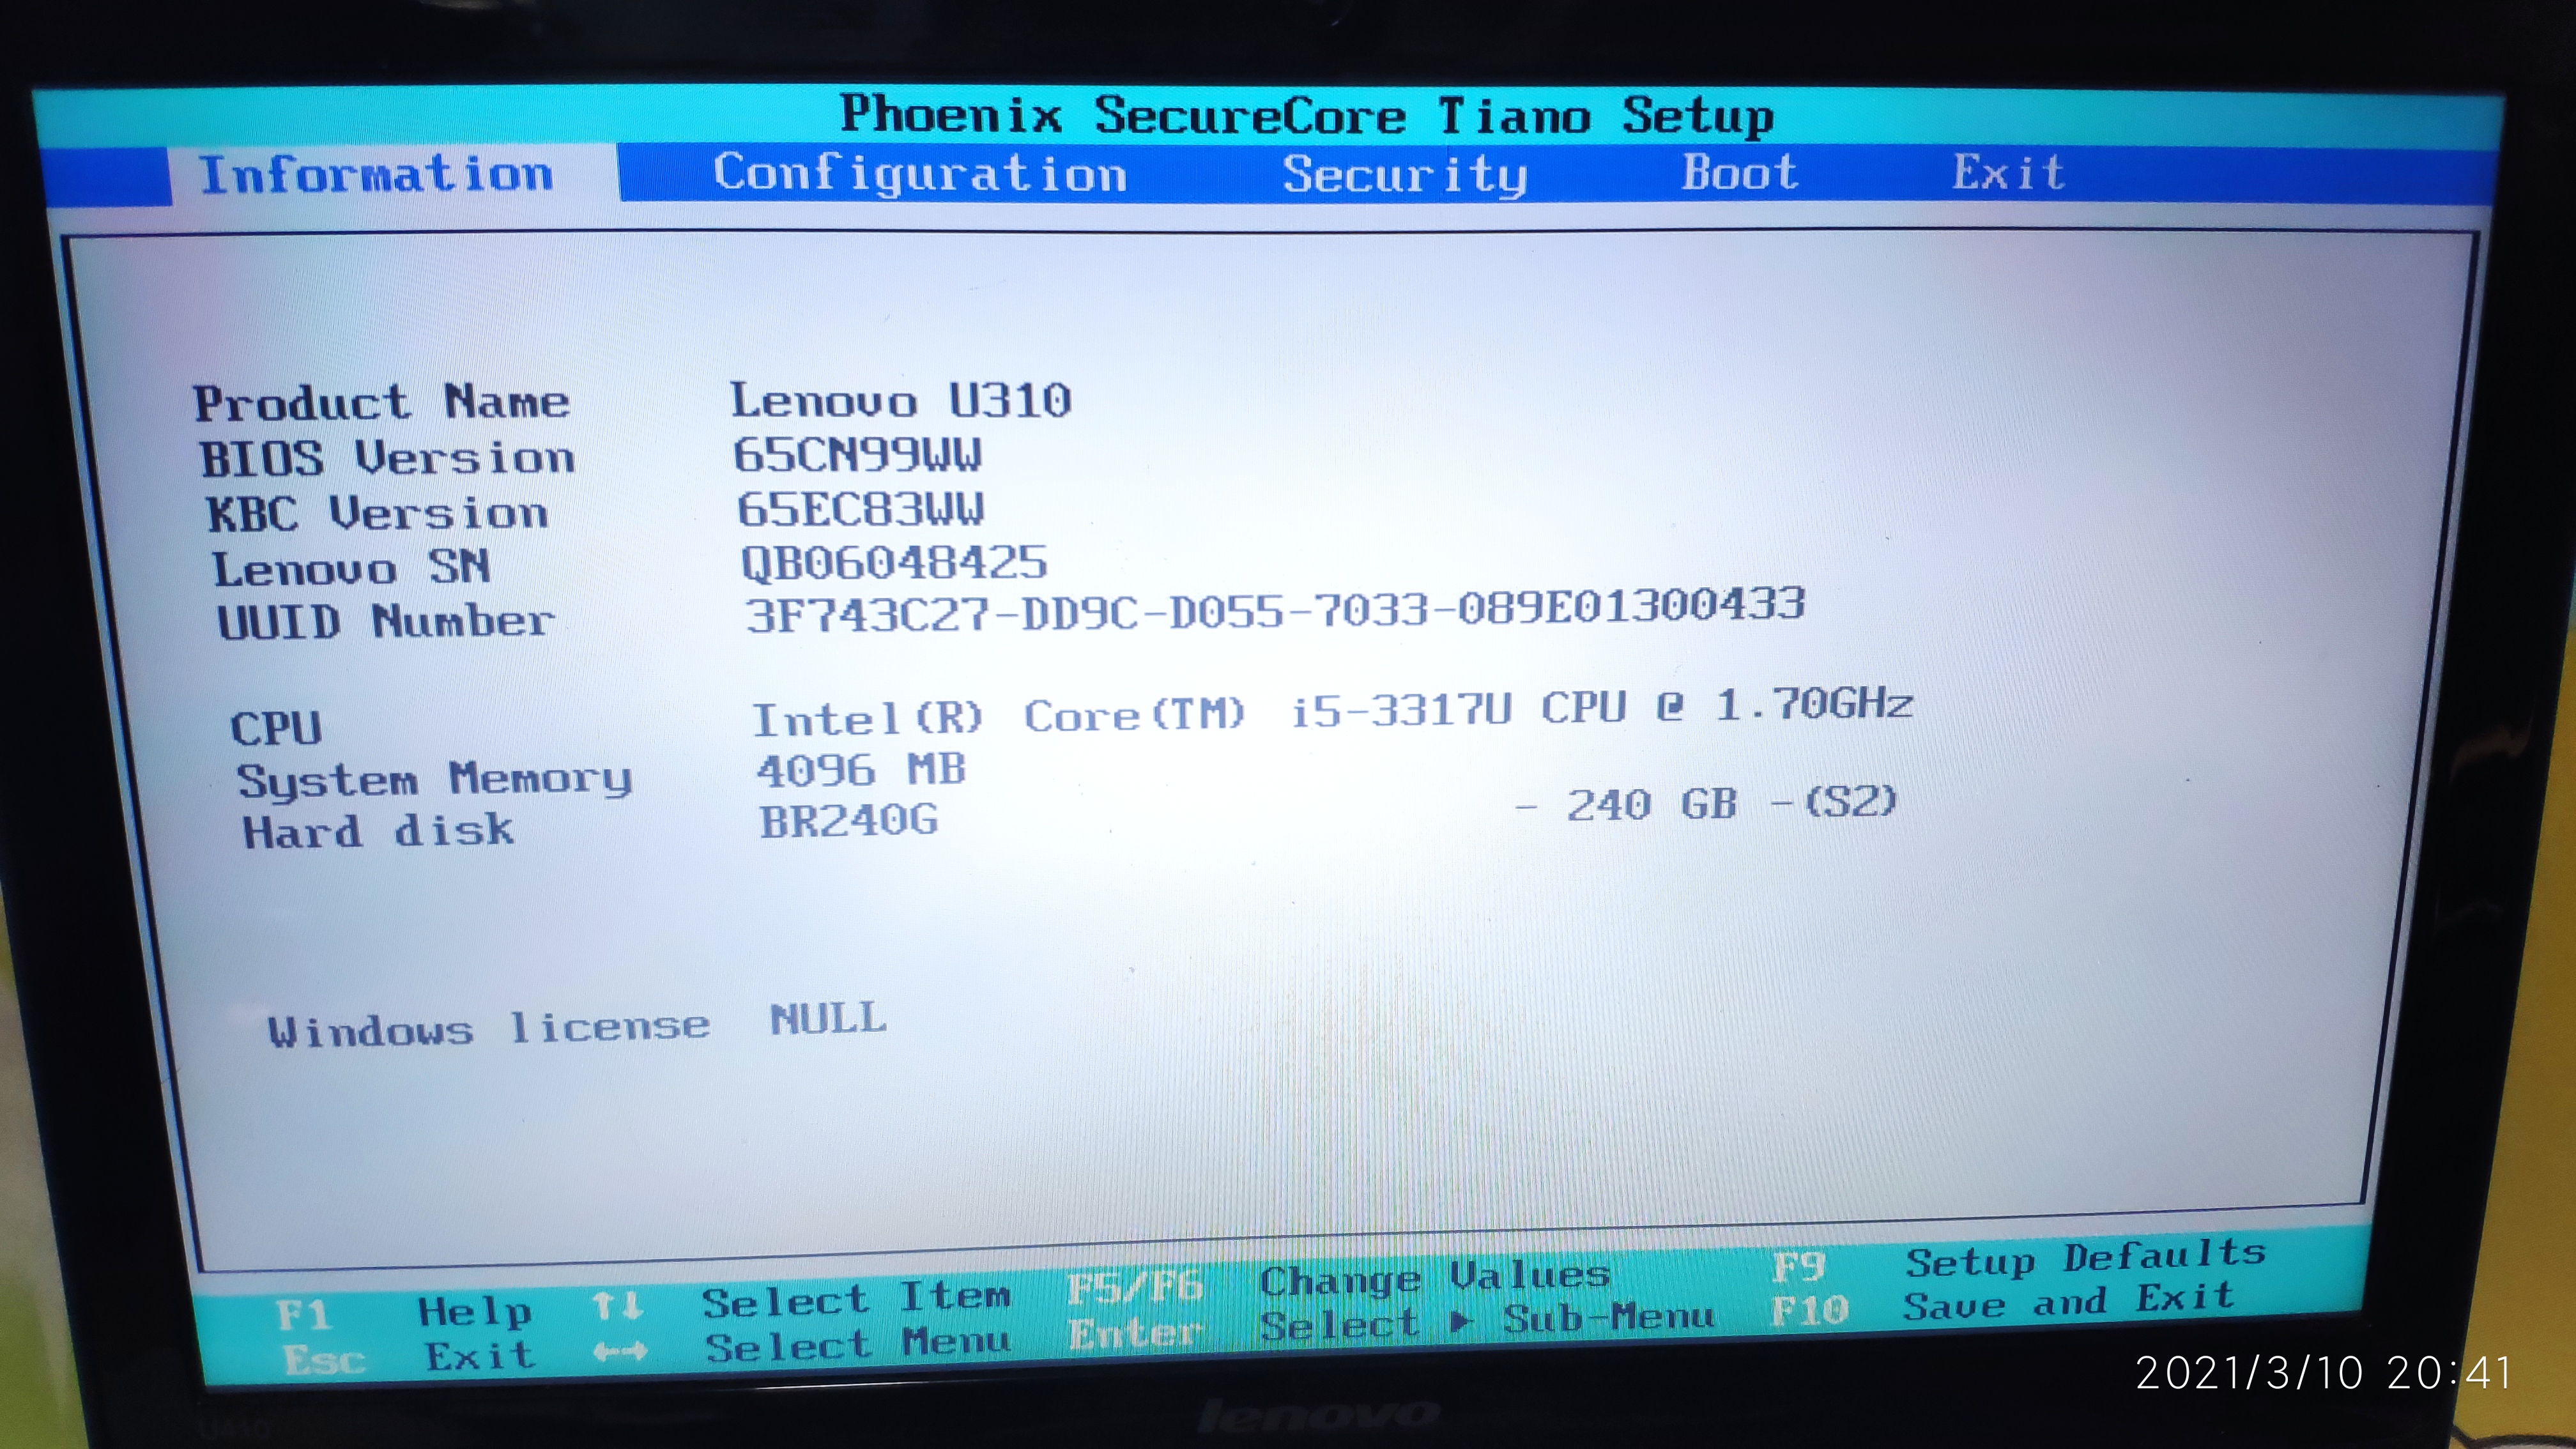 Phoenix SecureCore Tiano Setup
Information Configuration Security Boot Exit
Product Name Lenovo U310
BIOS Version 65CN99WW
KBC Version 65EC83WW
Lenovo SN QB06048425
UUID Number 3F743C27-DD9C-D055-7033-089E01300433
CPU Intel(R) Core(TM) i5-3317U CPU @ 1.70GHz
System Memory 4096 MB
Hard disk BR240G - 240 GB -(S2)
Windows license NULL
F1 Help ↑↓ Select Item F5/F6 Change Values F9 Setup Defaults
Esc Exit ←→ Select Menu Enter Select ▶ Sub-Menu F10 Save and Exit
2021/3/10 20:41
lenovo